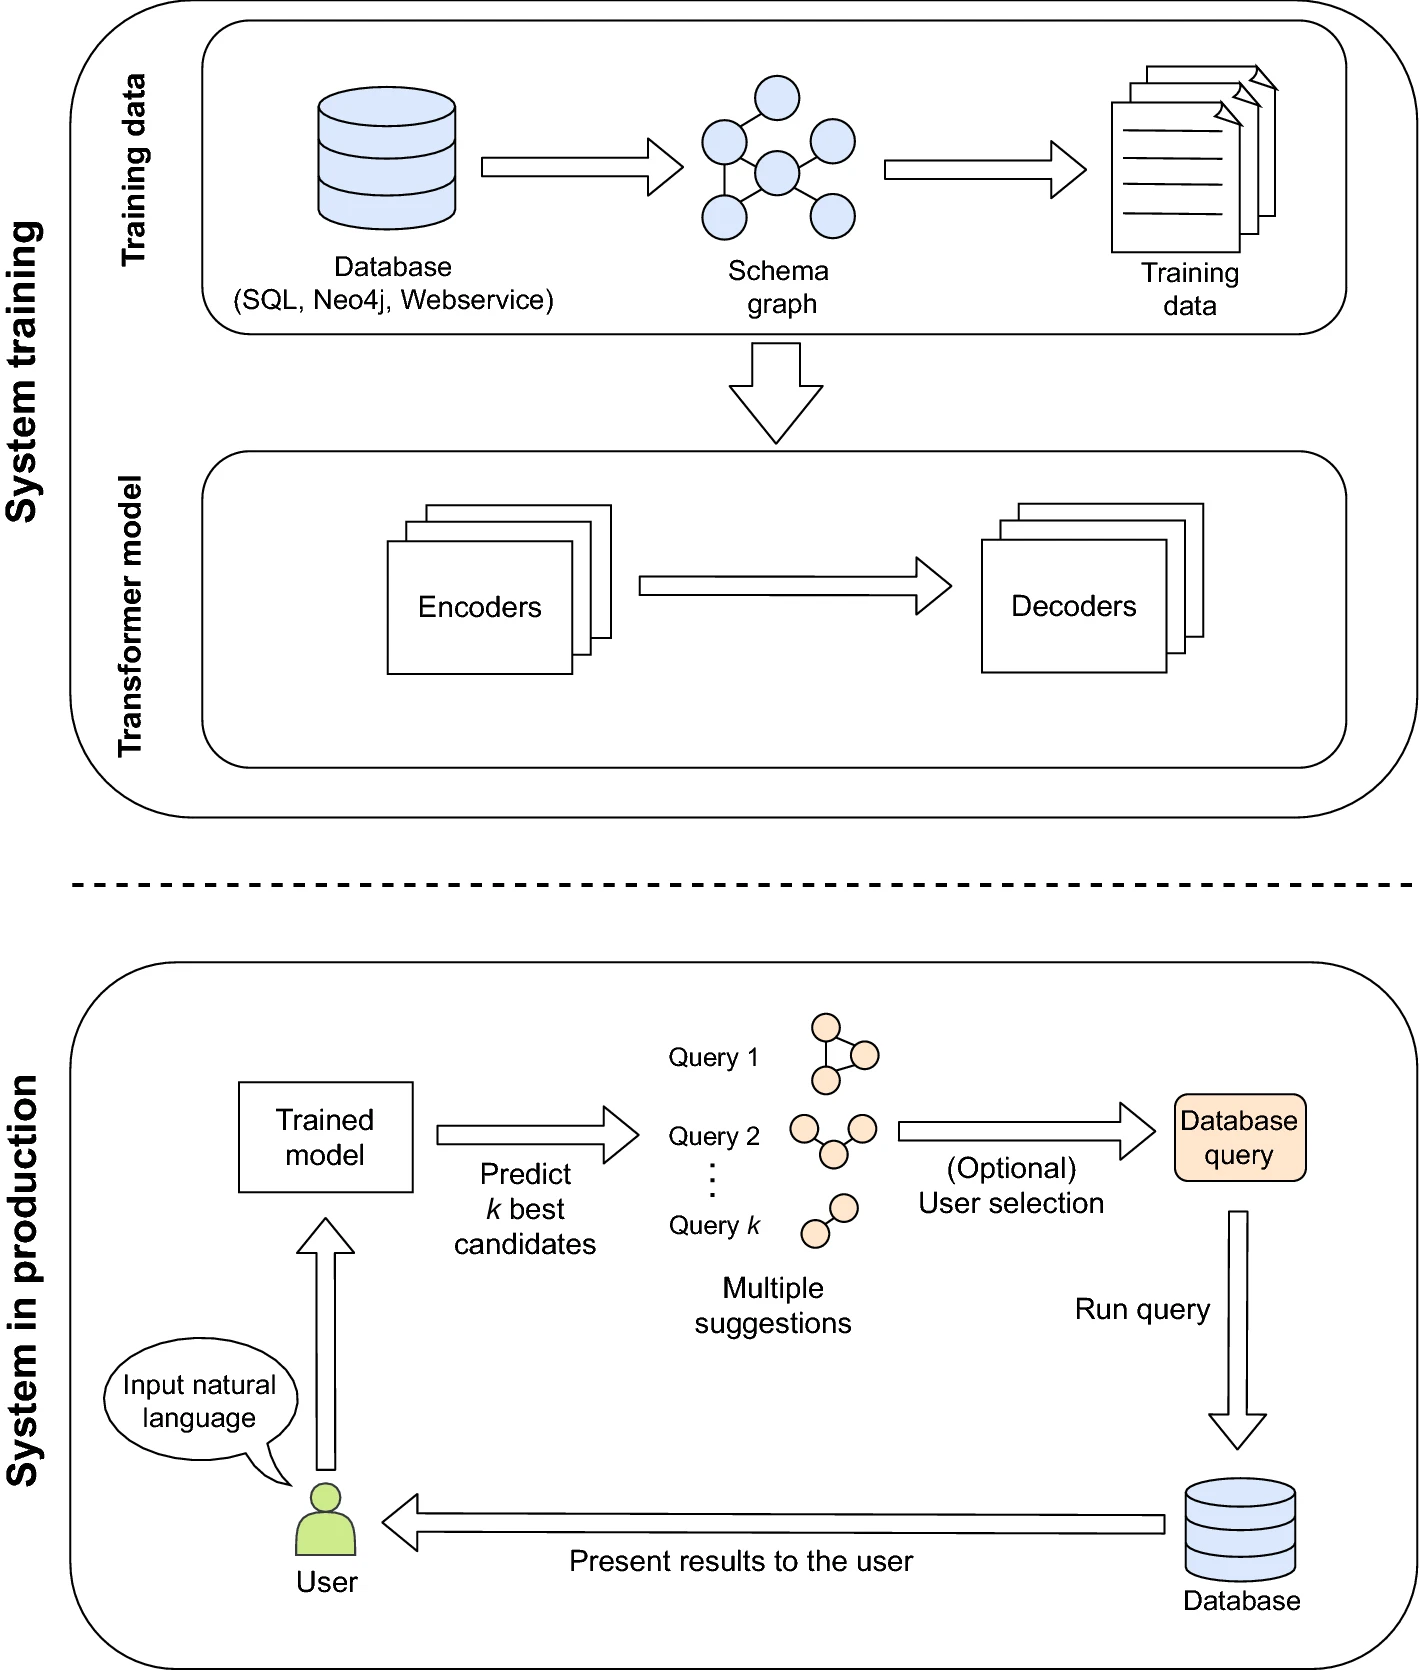 System training
Training data
Database
(SQL, Neo4j, Webservice)
Schema
graph
Training
data
Transformer model
Encoders
Decoders
System in production
Trained
model
Predict
k best
candidates
Query 1
Query 2
⋮
Query k
Multiple
suggestions
(Optional)
User selection
Database
query
Run query
Input natural
language
User
Present results to the user
Database